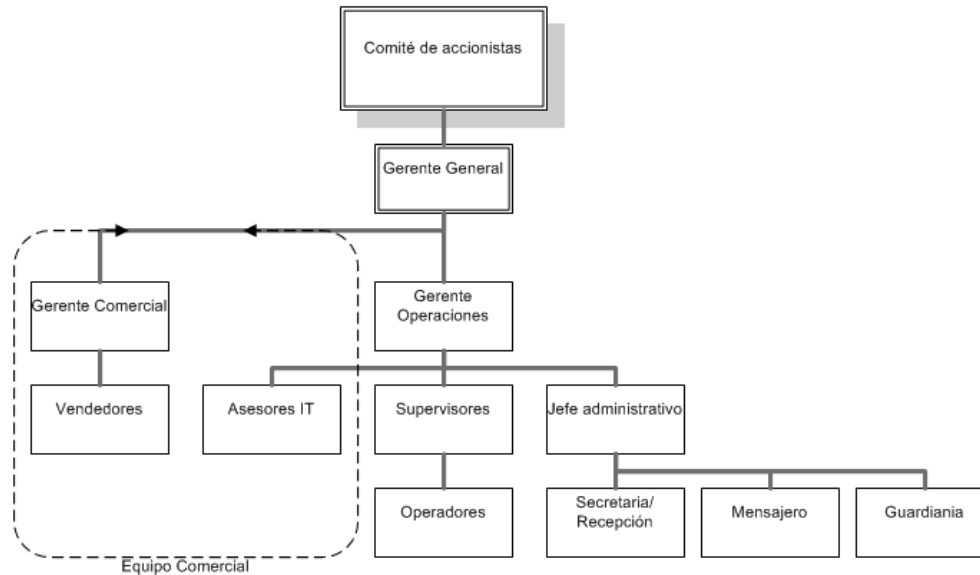 Comité de accionistas
Gerente General
Gerente Comercial
Gerente
Operaciones
Vendedores
Asesores IT
Supervisores
Jefe administrativo
Operadores
Secretaria/
Recepción
Mensajero
Guardiania
Equipo Comercial